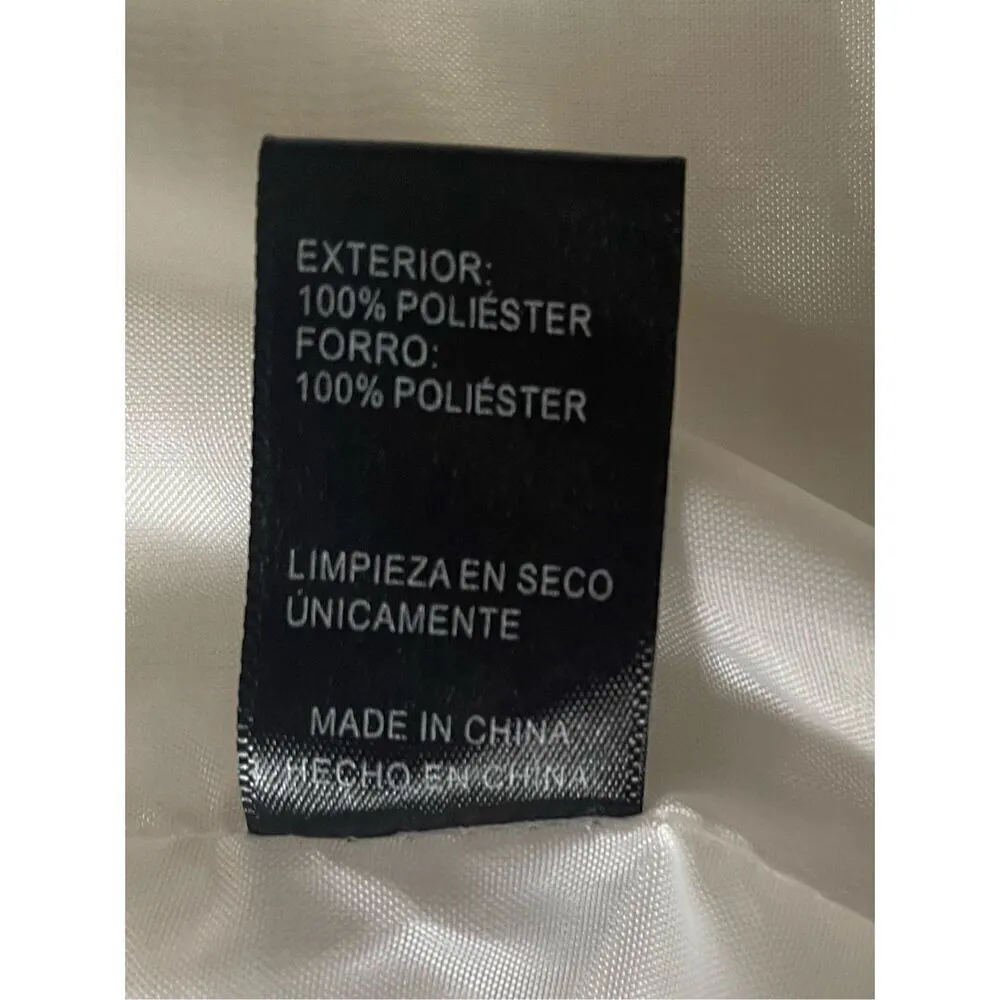 EXTERIOR:
100% POLIÉSTER
FORRO:
100% POLIÉSTER
LIMPIEZA EN SECO
ÚNICAMENTE
MADE IN CHINA
HECHO EN CHINA